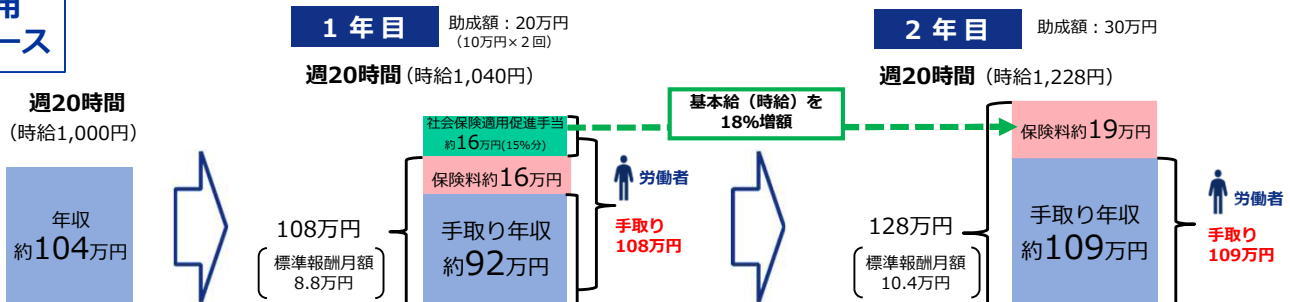 用
ース
週20時間
（時給1,000円）
年収
約104万円
１年目
助成額：20万円
（10万円×２回）
週20時間（時給1,040円）
社会保険適用促進手当
約16万円(15%分)
保険料約16万円
手取り年収
約92万円
108万円
標準報酬月額
8.8万円
労働者
手取り
108万円
基本給（時給）を
18%増額
２年目
助成額：30万円
週20時間（時給1,228円）
保険料約19万円
手取り年収
約109万円
128万円
標準報酬月額
10.4万円
労働者
手取り
109万円